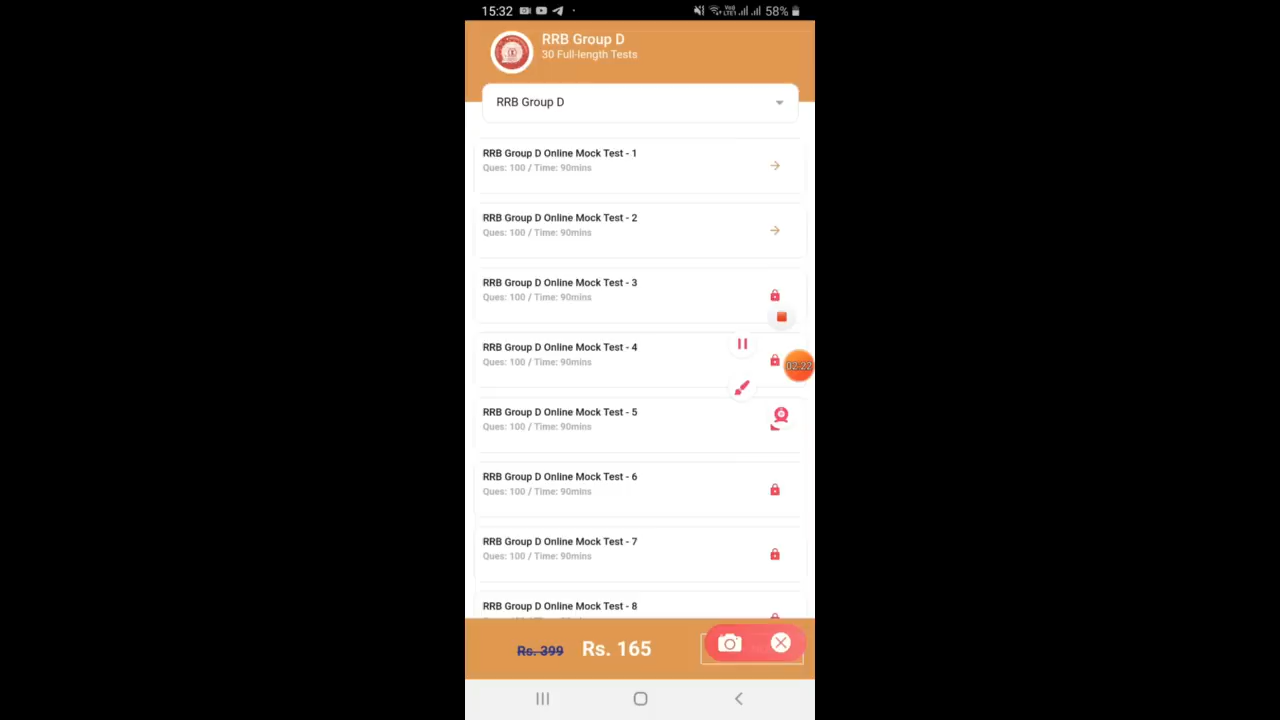 15:32
58%
RRB Group D
30 Full-length Tests
RRB Group D
RRB Group D Online Mock Test - 1
Ques: 100 / Time: 90mins
RRB Group D Online Mock Test - 2
Ques: 100 / Time: 90mins
RRB Group D Online Mock Test - 3
Ques: 100 / Time: 90mins
RRB Group D Online Mock Test - 4
Ques: 100 / Time: 90mins
02:22
RRB Group D Online Mock Test - 5
Ques: 100 / Time: 90mins
RRB Group D Online Mock Test - 6
Ques: 100 / Time: 90mins
RRB Group D Online Mock Test - 7
Ques: 100 / Time: 90mins
RRB Group D Online Mock Test - 8
Rs. 399 Rs. 165